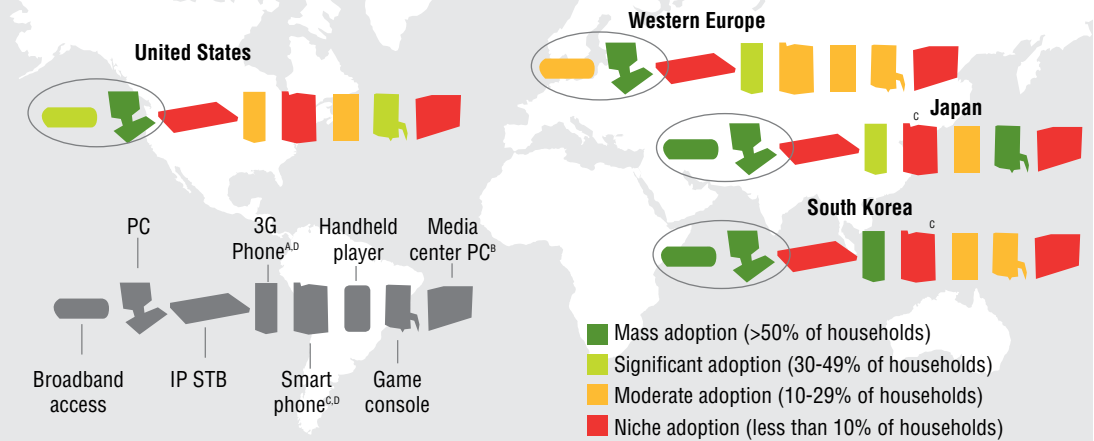 United States
Western Europe
C
Japan
South Korea
C
PC
3G
Phone^A,D
Handheld
player
Media
center PC^B
Broadband
access
IP STB
Smart
phone^C,D
Game
console
Mass adoption (>50% of households)
Significant adoption (30-49% of households)
Moderate adoption (10-29% of households)
Niche adoption (less than 10% of households)